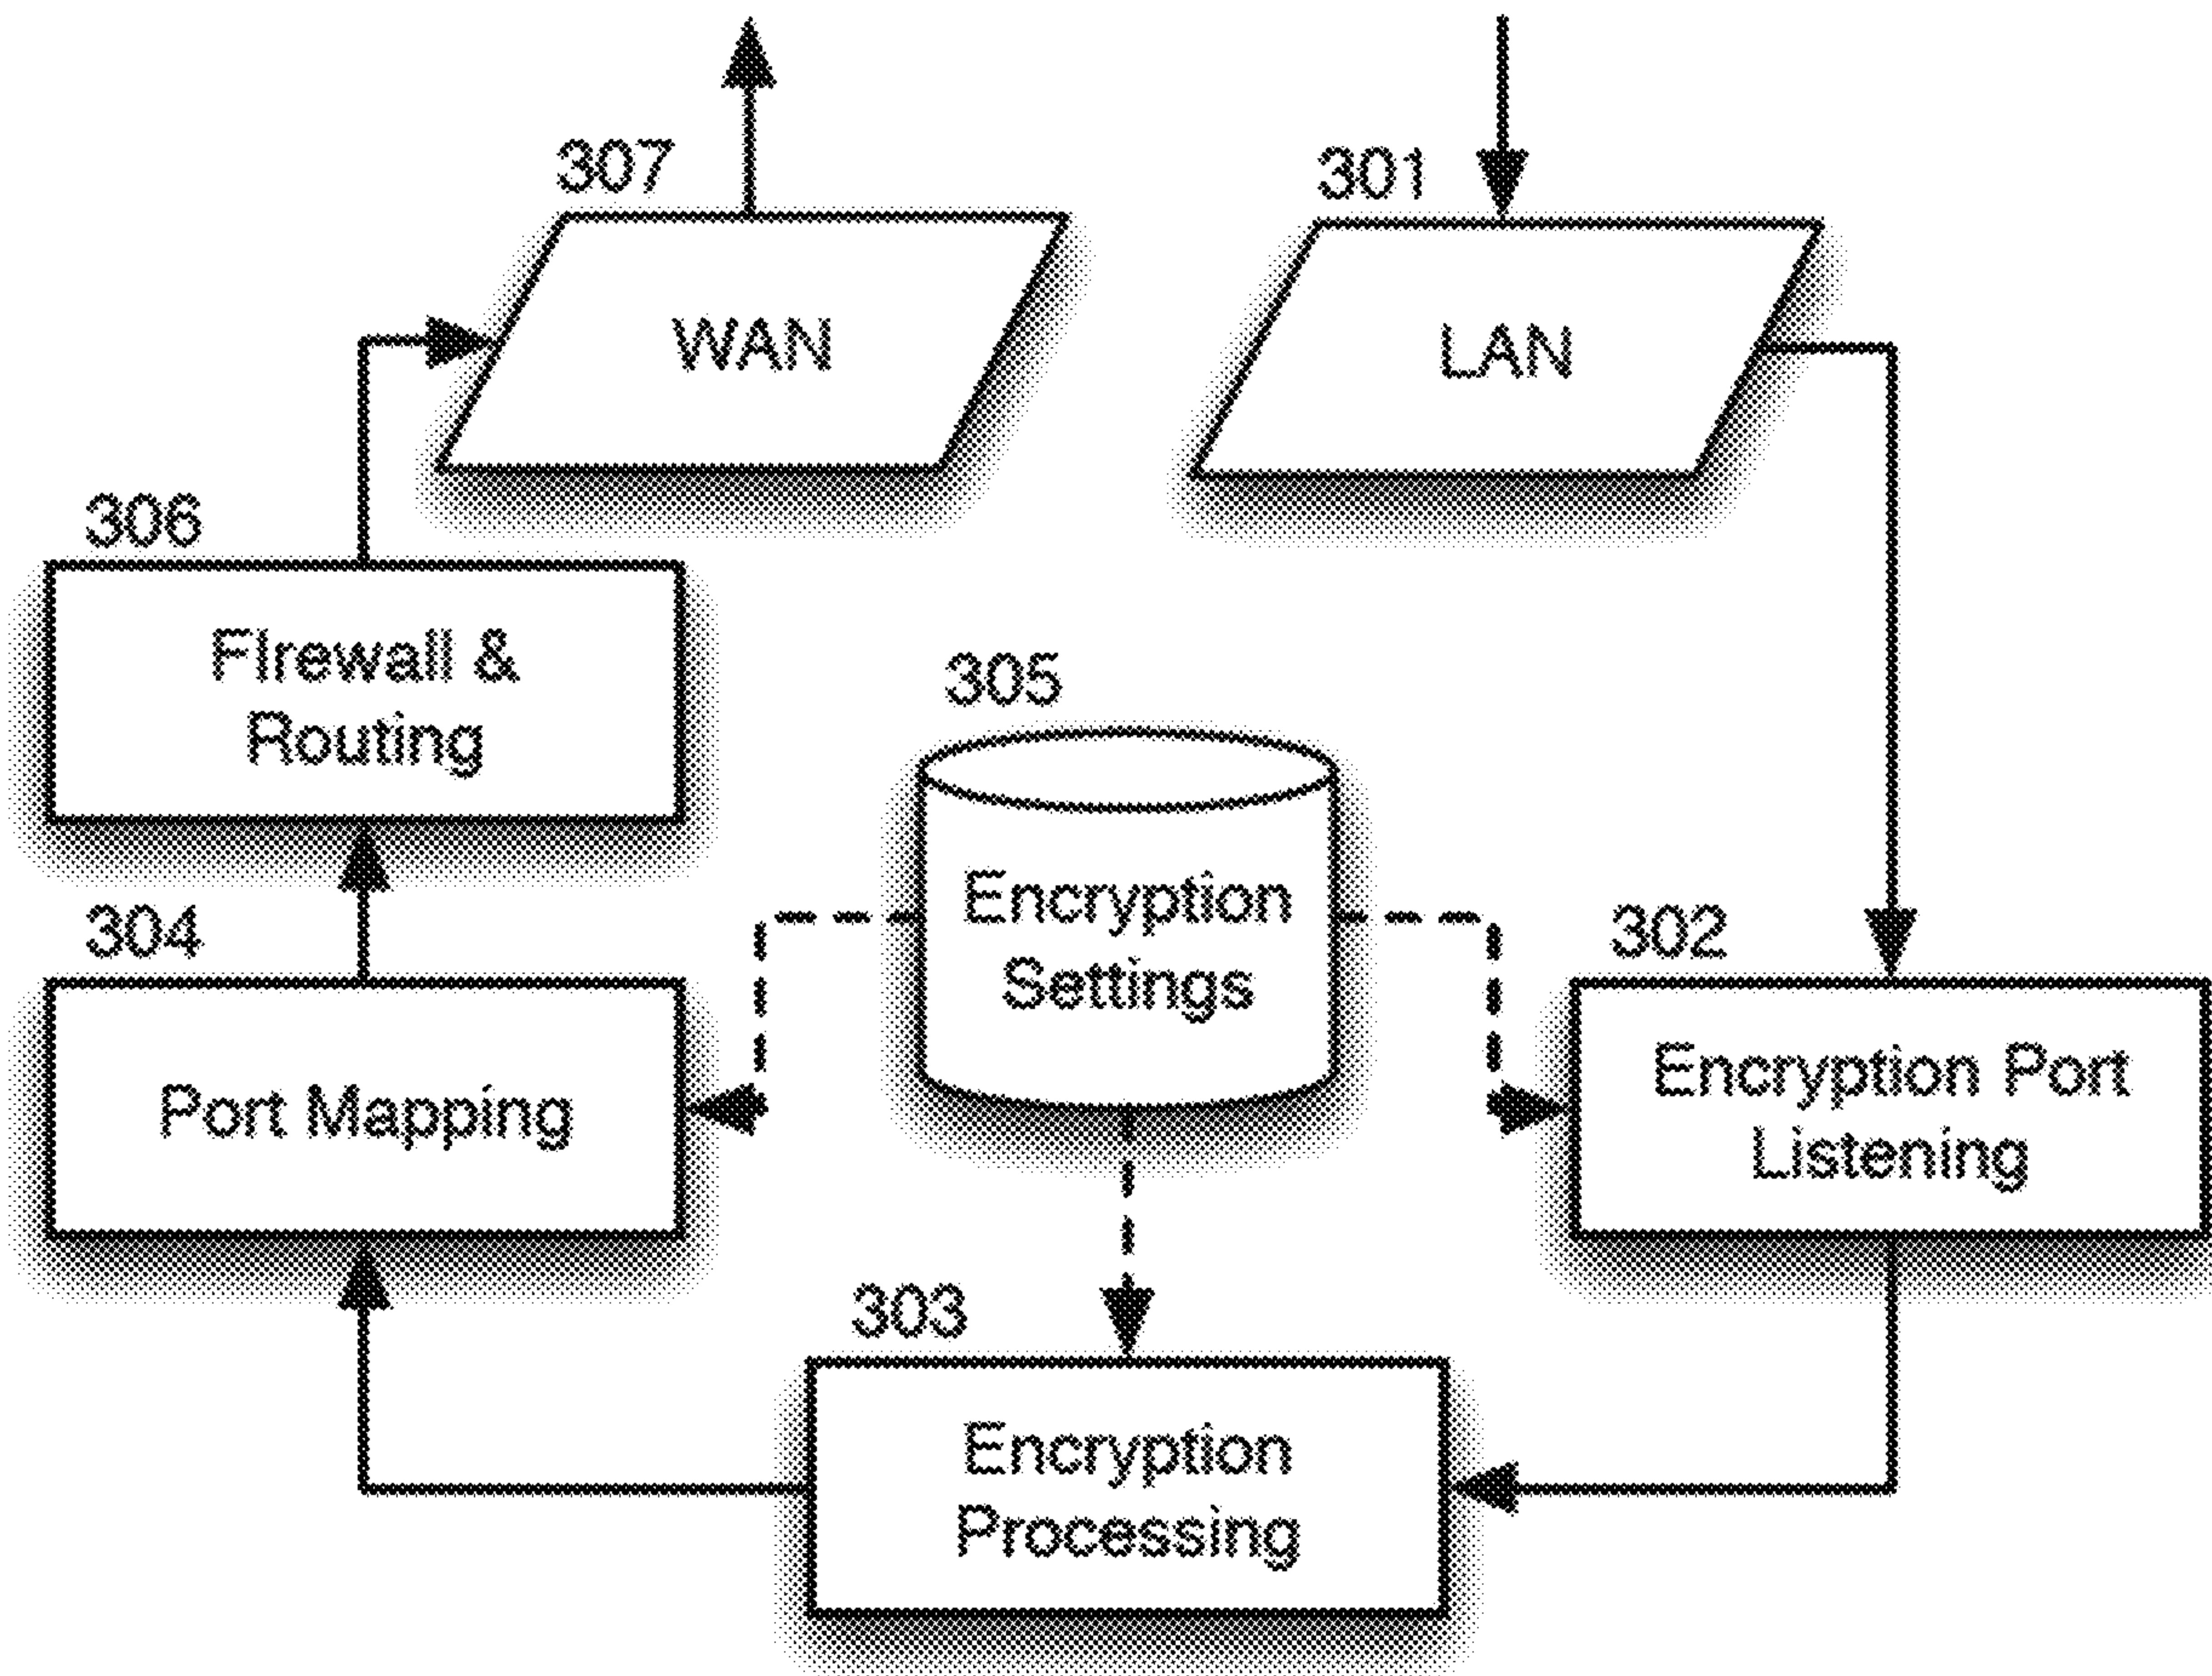 307
WAN
301
LAN
306
FIrewall &
Routing
305
Encryption
Settings
304
Port Mapping
302
Encryption Port
Listening
303
Encryption
Processing